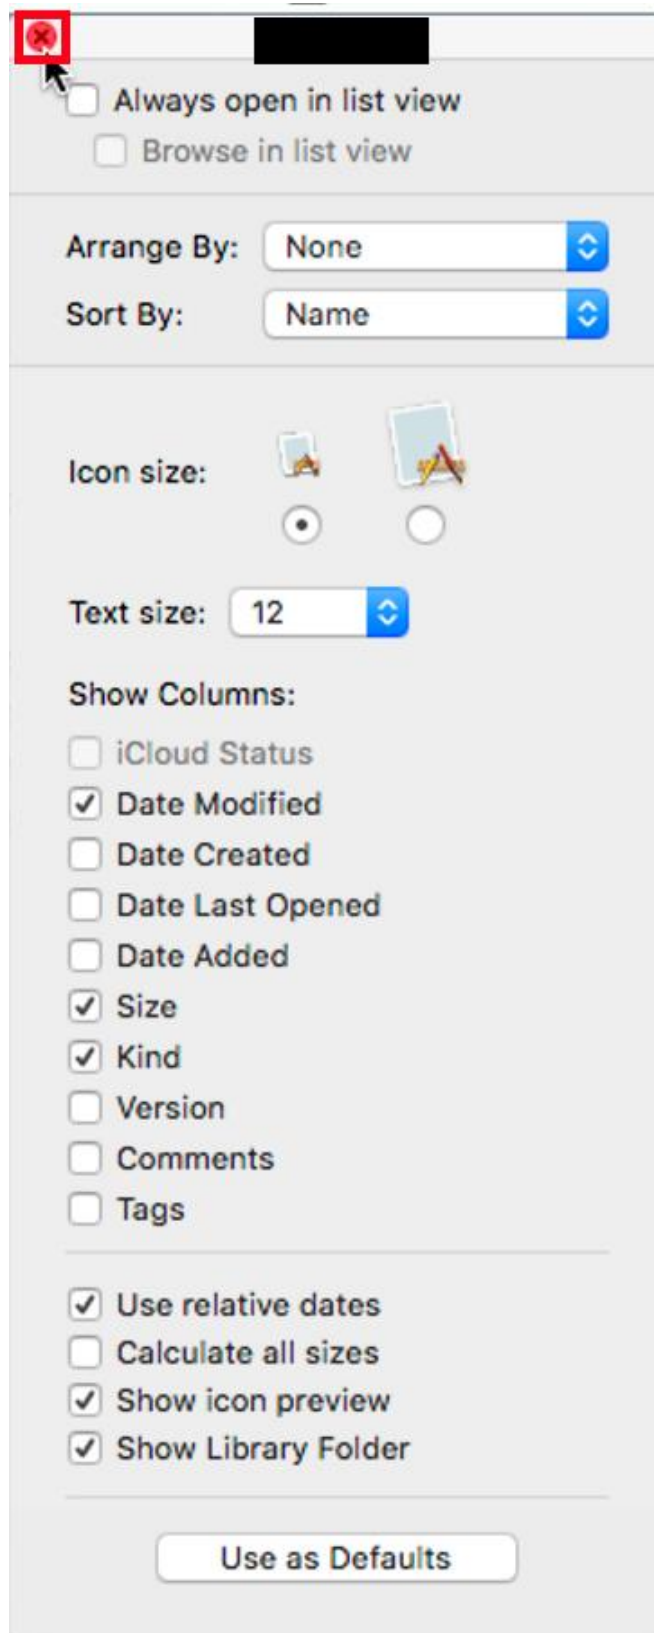 Always open in list view
Browse in list view
Arrange By: None
Sort By: Name
Icon size:
Text size: 12
Show Columns:
iCloud Status
Date Modified
Date Created
Date Last Opened
Date Added
Size
Kind
Version
Comments
Tags
Use relative dates
Calculate all sizes
Show icon preview
Show Library Folder
Use as Defaults